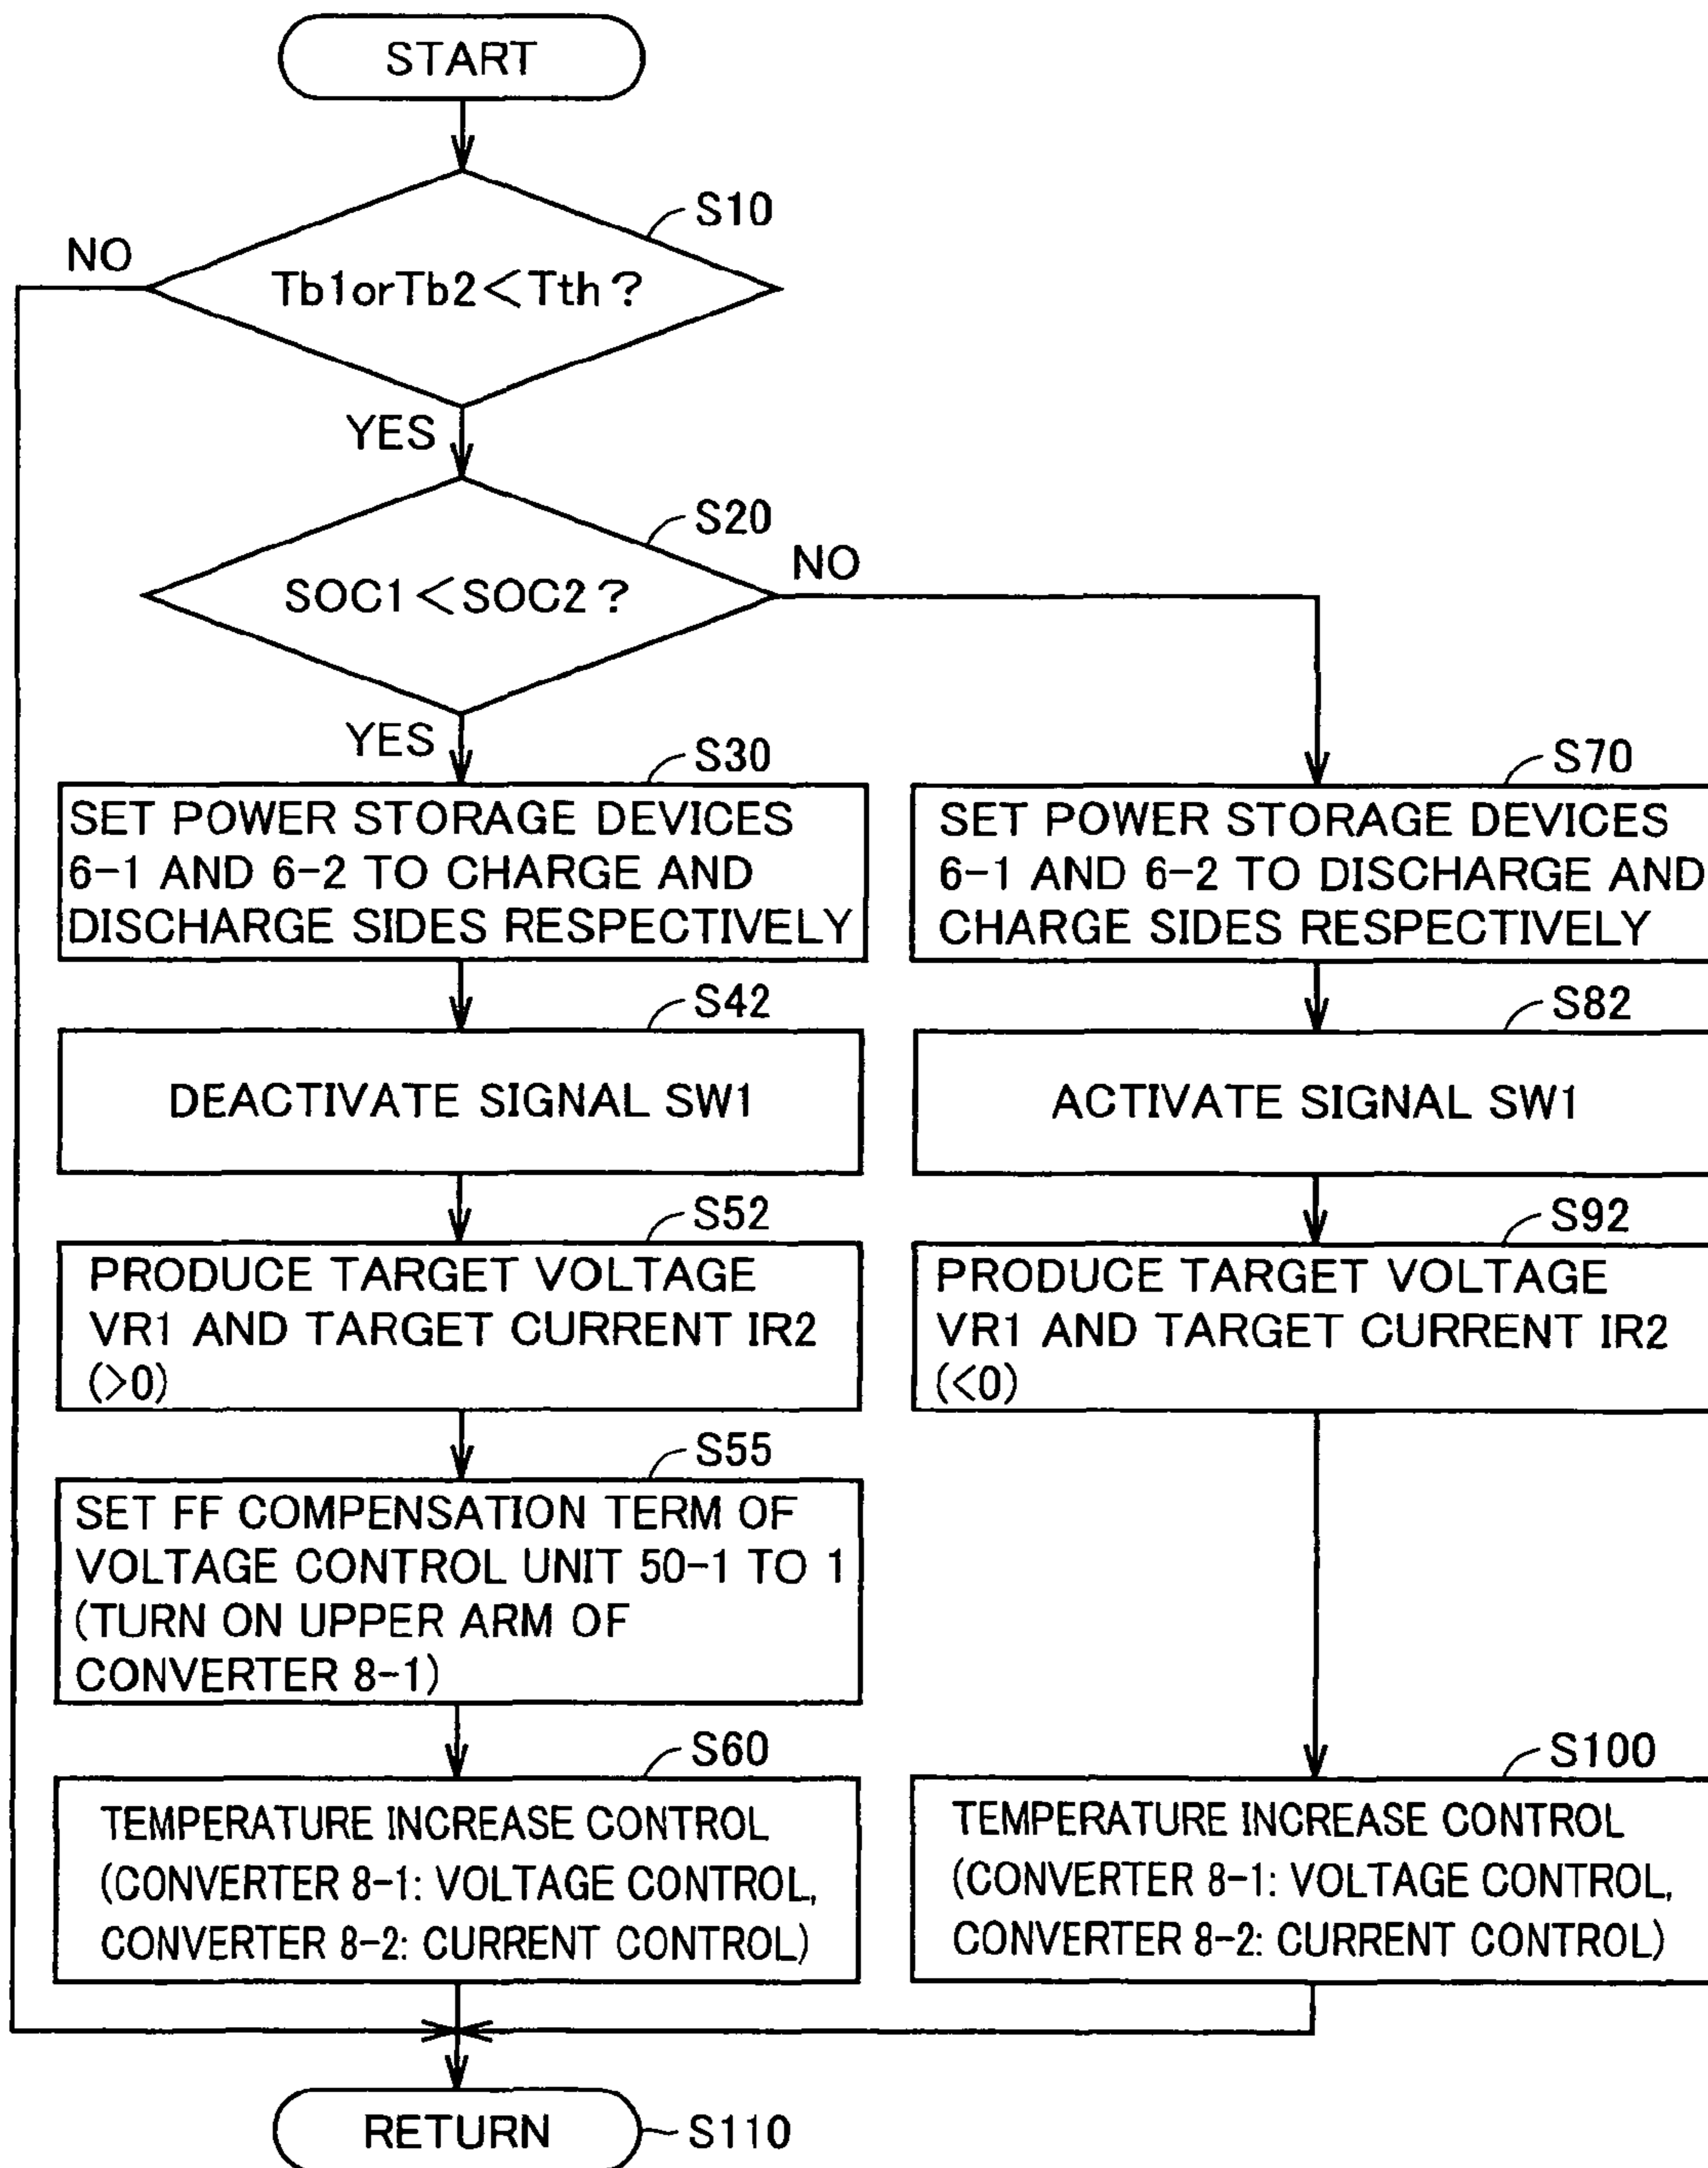 START
S10
NO
Tb1orTb2<Tth?
YES
S20
NO
SOC1<SOC2?
YES
S30
SET POWER STORAGE DEVICES
6-1 AND 6-2 TO CHARGE AND
DISCHARGE SIDES RESPECTIVELY
S70
SET POWER STORAGE DEVICES
6-1 AND 6-2 TO DISCHARGE AND
CHARGE SIDES RESPECTIVELY
S42
DEACTIVATE SIGNAL SW1
S82
ACTIVATE SIGNAL SW1
S52
PRODUCE TARGET VOLTAGE
VR1 AND TARGET CURRENT IR2
(>0)
S92
PRODUCE TARGET VOLTAGE
VR1 AND TARGET CURRENT IR2
(<0)
S55
SET FF COMPENSATION TERM OF
VOLTAGE CONTROL UNIT 50-1 TO 1
(TURN ON UPPER ARM OF
CONVERTER 8-1)
S60
TEMPERATURE INCREASE CONTROL
(CONVERTER 8-1: VOLTAGE CONTROL,
CONVERTER 8-2: CURRENT CONTROL)
S100
TEMPERATURE INCREASE CONTROL
(CONVERTER 8-1: VOLTAGE CONTROL,
CONVERTER 8-2: CURRENT CONTROL)
RETURN
S110